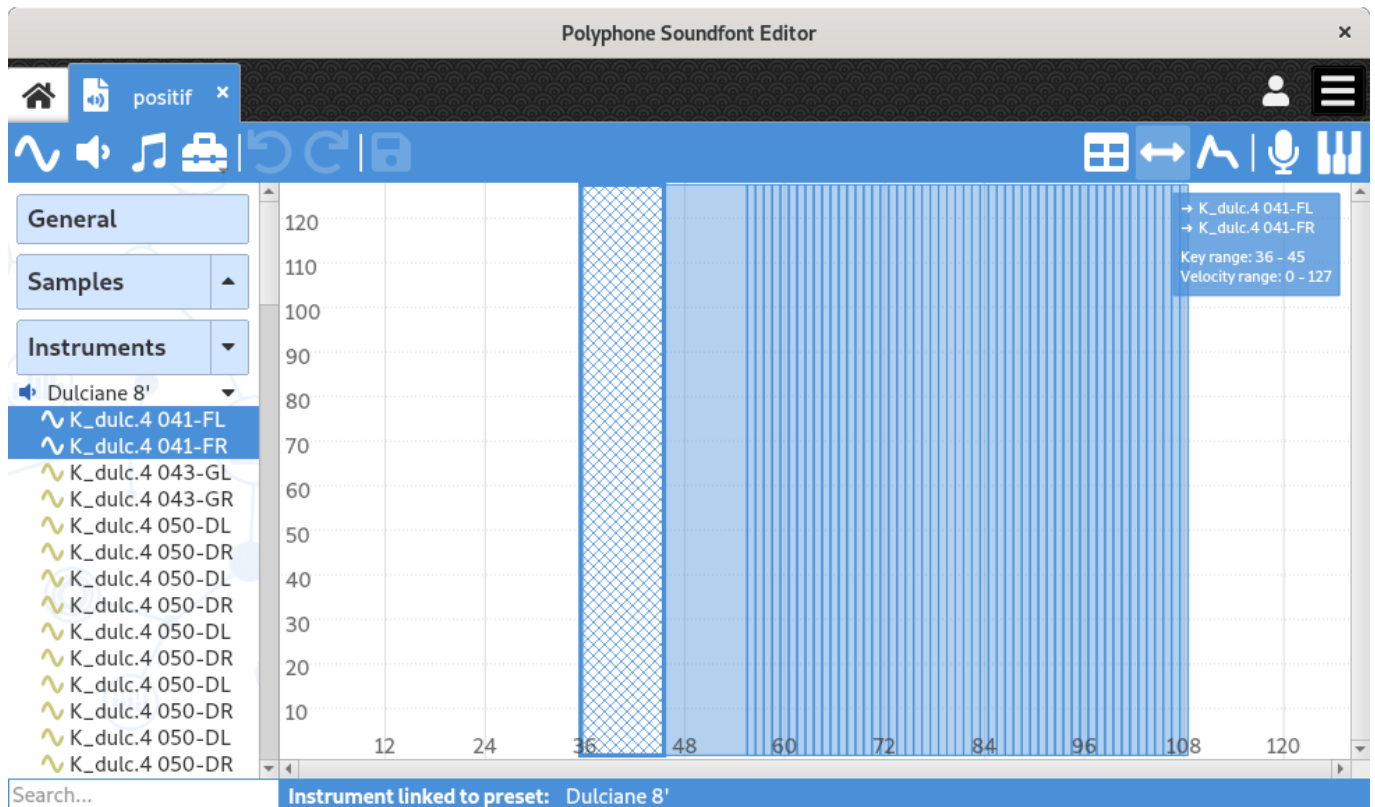 Polyphone Soundfont Editor
positif
General
Samples
Instruments
Dulciane 8'
K_dulc.4 041-FL
K_dulc.4 041-FR
K_dulc.4 043-GL
K_dulc.4 043-GR
K_dulc.4 050-DL
K_dulc.4 050-DR
K_dulc.4 050-DL
K_dulc.4 050-DR
K_dulc.4 050-DL
K_dulc.4 050-DR
K_dulc.4 050-DL
K_dulc.4 050-DR
K_dulc.4 050-DL
K_dulc.4 050-DR
Search...
120
110
100
90
80
70
60
50
40
30
20
10
12 24 36 48 60 72 84 96 108 120
→ K_dulc.4 041-FL
→ K_dulc.4 041-FR
Key range: 36 - 45
Velocity range: 0 - 127
Instrument linked to preset: Dulciane 8'